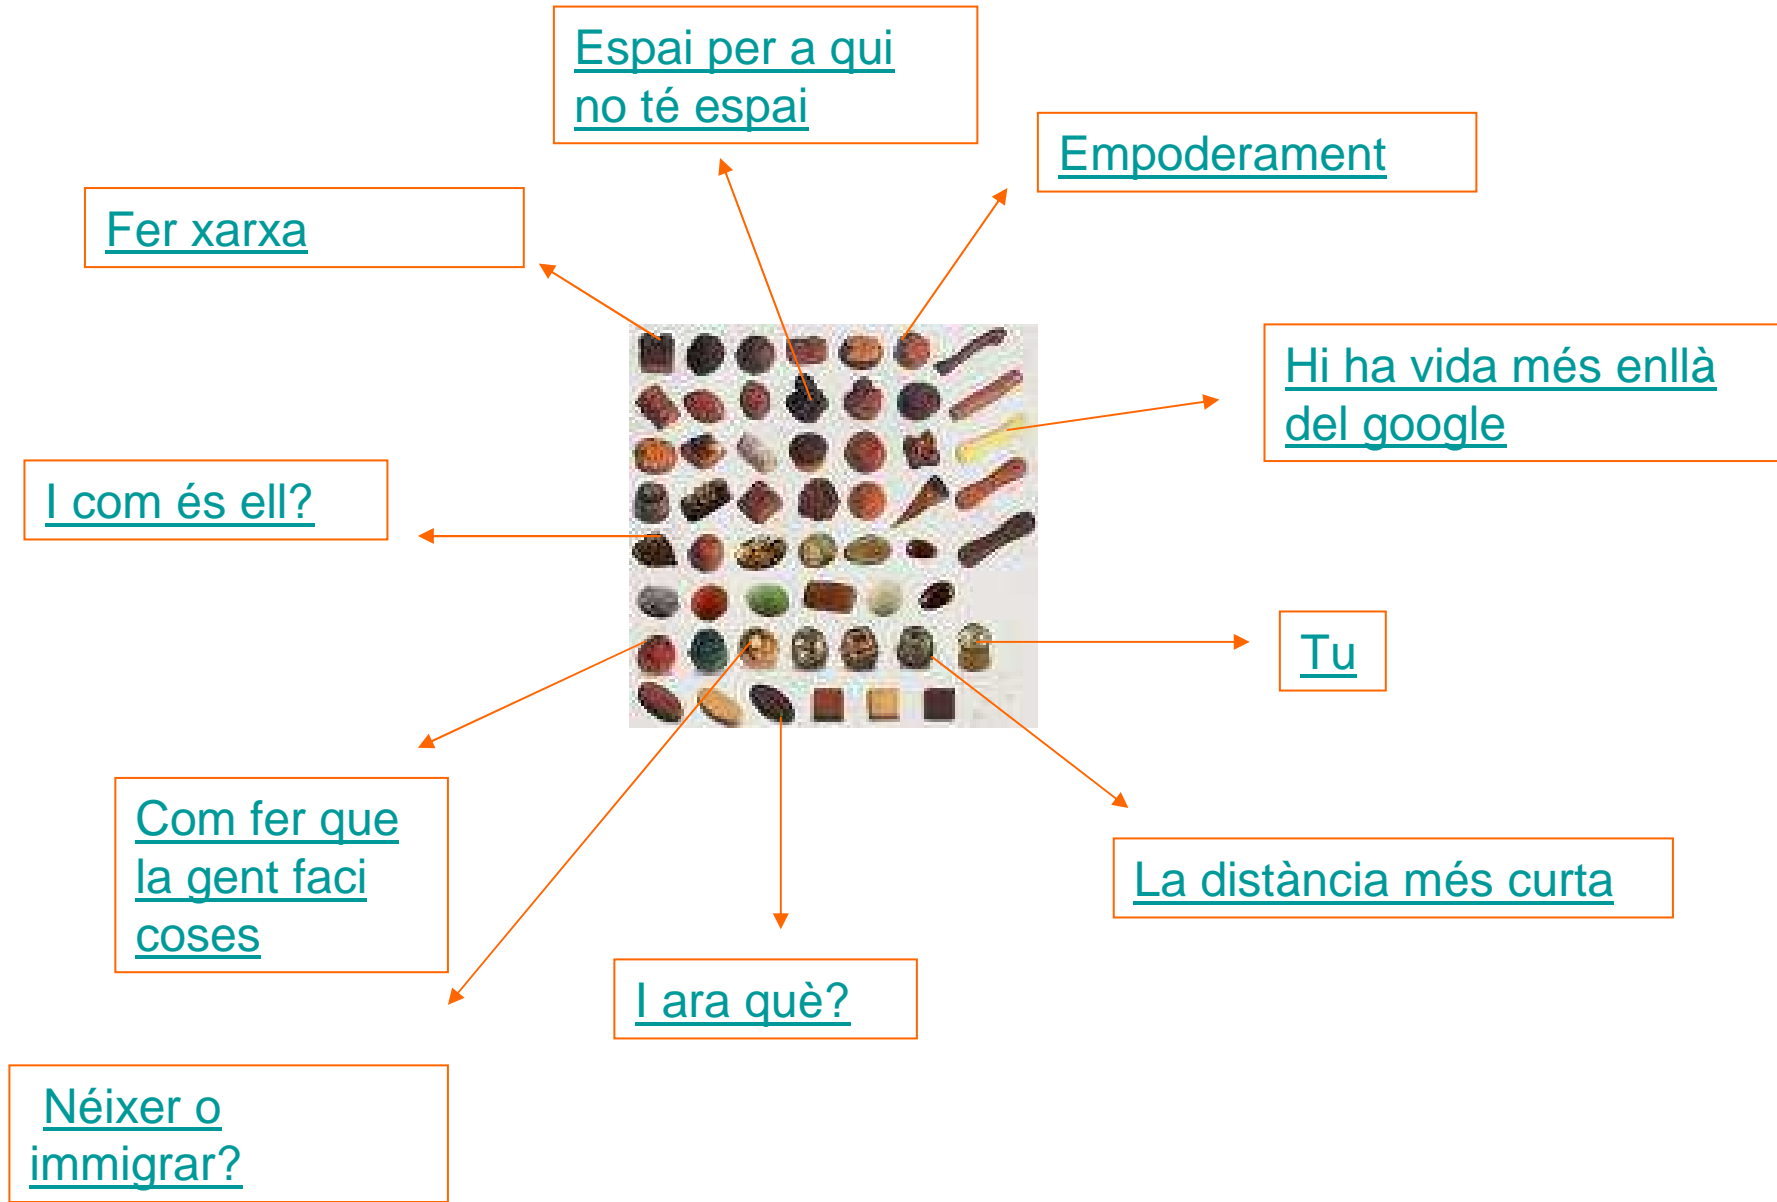 Espai per a qui
no té espai
Empoderament
Fer xarxa
Hi ha vida més enllà
del google
I com és ell?
Tu
Com fer que
la gent faci
coses
La distància més curta
I ara què?
Néixer o
immigrar?